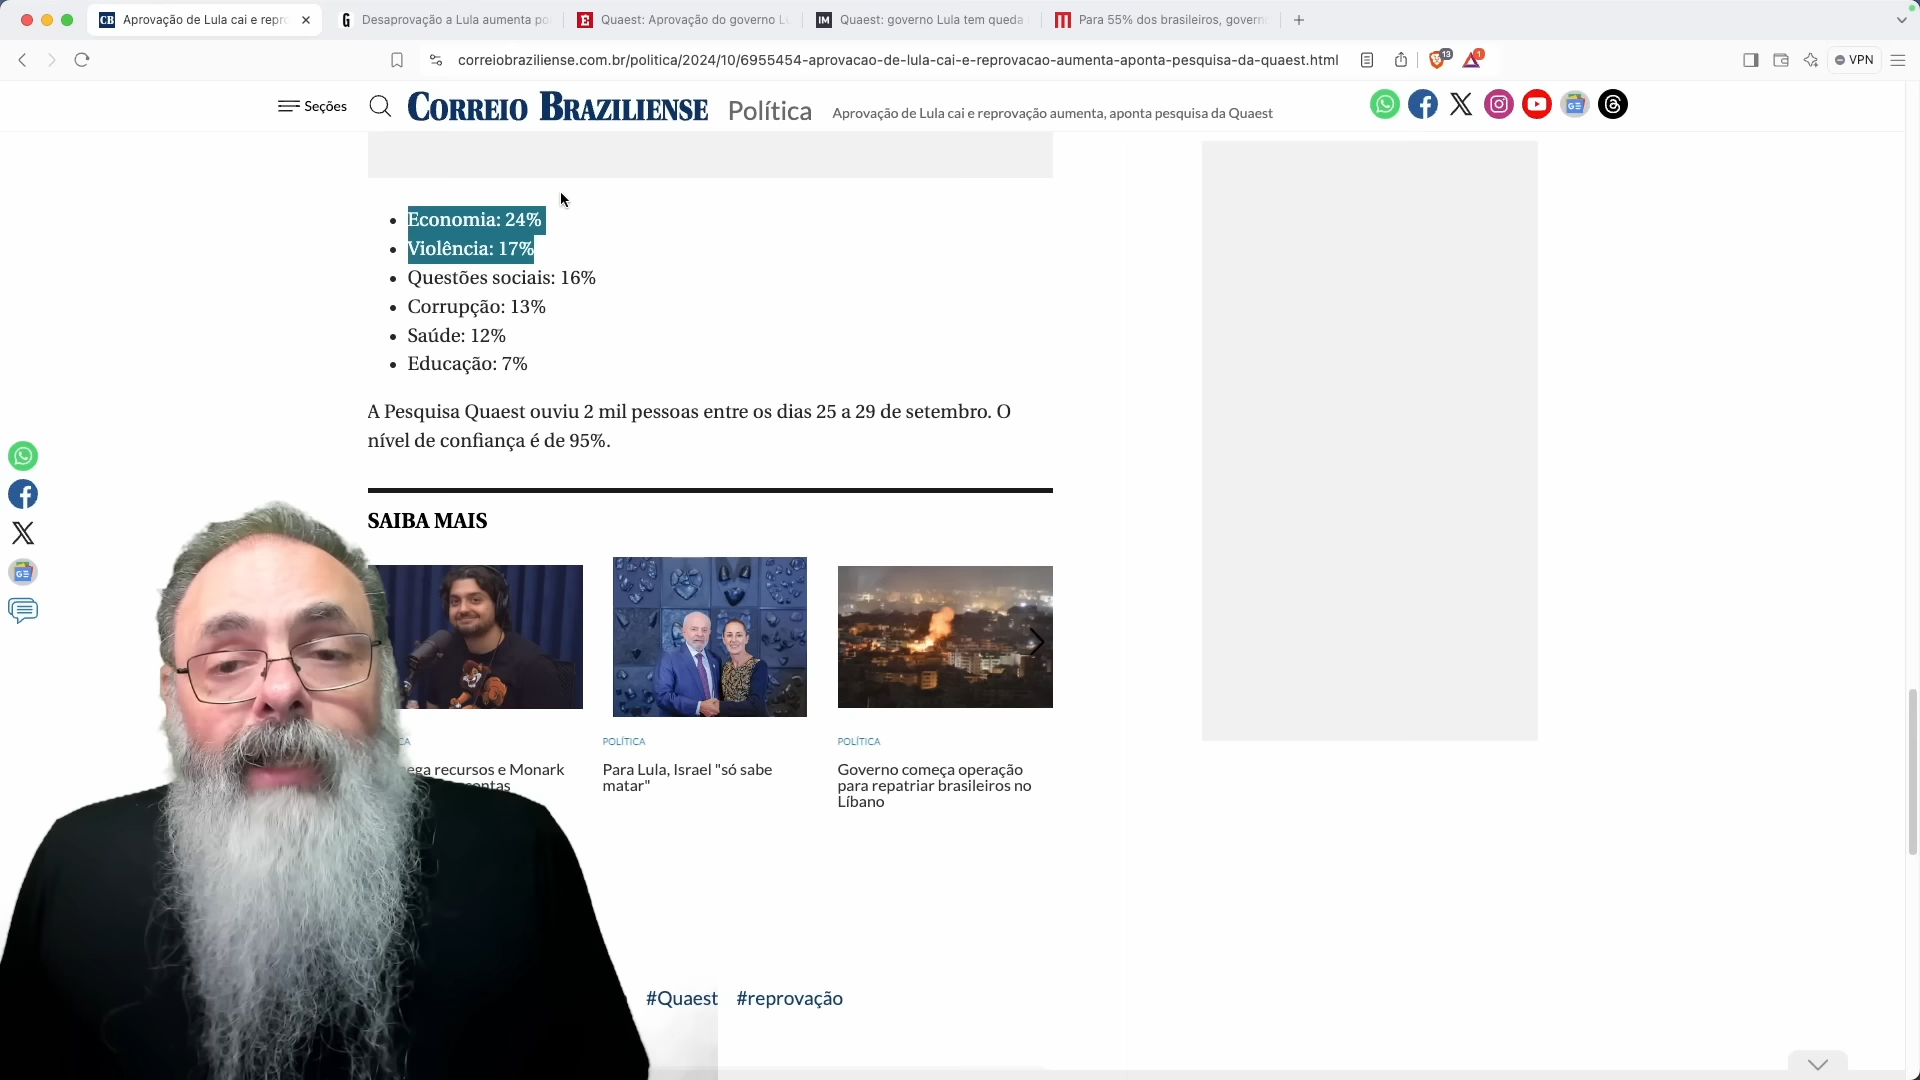 Aprovação de Lula cai e repro
Desaprovação a Lula aumenta po
Quaest: Aprovação do governo L
Quaest: governo Lula tem queda
Para 55% dos brasileiros, govern
correiobraziliense.com.br/politica/2024/10/6955454-aprovacao-de-lula-cai-e-reprovacao-aumenta-aponta-pesquisa-da-quaest.html
13
1
VPN
Seções
CORREIO BRAZILIENSE
Política
Aprovação de Lula cai e reprovação aumenta, aponta pesquisa da Quaest
Economia: 24%
Violência: 17%
Questões sociais: 16%
Corrupção: 13%
Saúde: 12%
Educação: 7%
A Pesquisa Quaest ouviu 2 mil pessoas entre os dias 25 a 29 de setembro. O
nível de confiança é de 95%.
SAIBA MAIS
POLÍTICA
POLÍTICA
recursos e Monark
Para Lula, Israel "só sabe
matar"
Governo começa operação
para repatriar brasileiros no
Líbano
#Quaest #reprovação